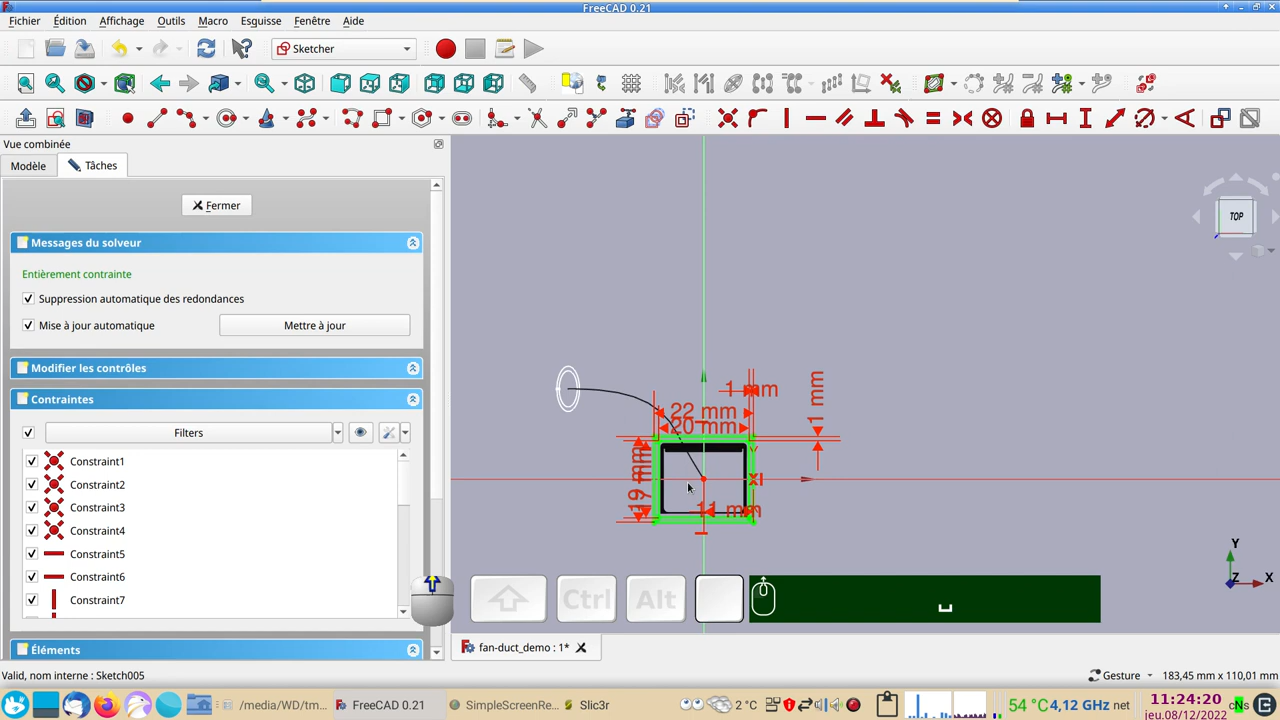 FreeCAD 0.21
Fichier Édition Affichage Outils Macro Esguisse Fenêtre Aide
Sketcher
Vue combinée
Modèle Tâches
Fermer
Messages du solveur
Entièrement contrainte
Suppression automatique des redondances
Mise à jour automatique Mettre à jour
Modifier les contrôles
Contraintes
Filters
Constraint1
Constraint2
Constraint3
Constraint4
Constraint5
Constraint6
Constraint7
Éléments
TOP
1 mm
1 mm
22 mm
20 mm
19 mm
11 mm
Y
Z X
Ctrl Alt
fan-duct_demo : 1*
Valid, nom interne : Sketch005
Gesture 183,45 mm x 110,01 mm
/media/WD/tm... FreeCAD 0.21 SimpleScreenRe... Slic3r
2 °C
54 °C 4,12 GHz net
11:24:20
jeu.08/12/2022